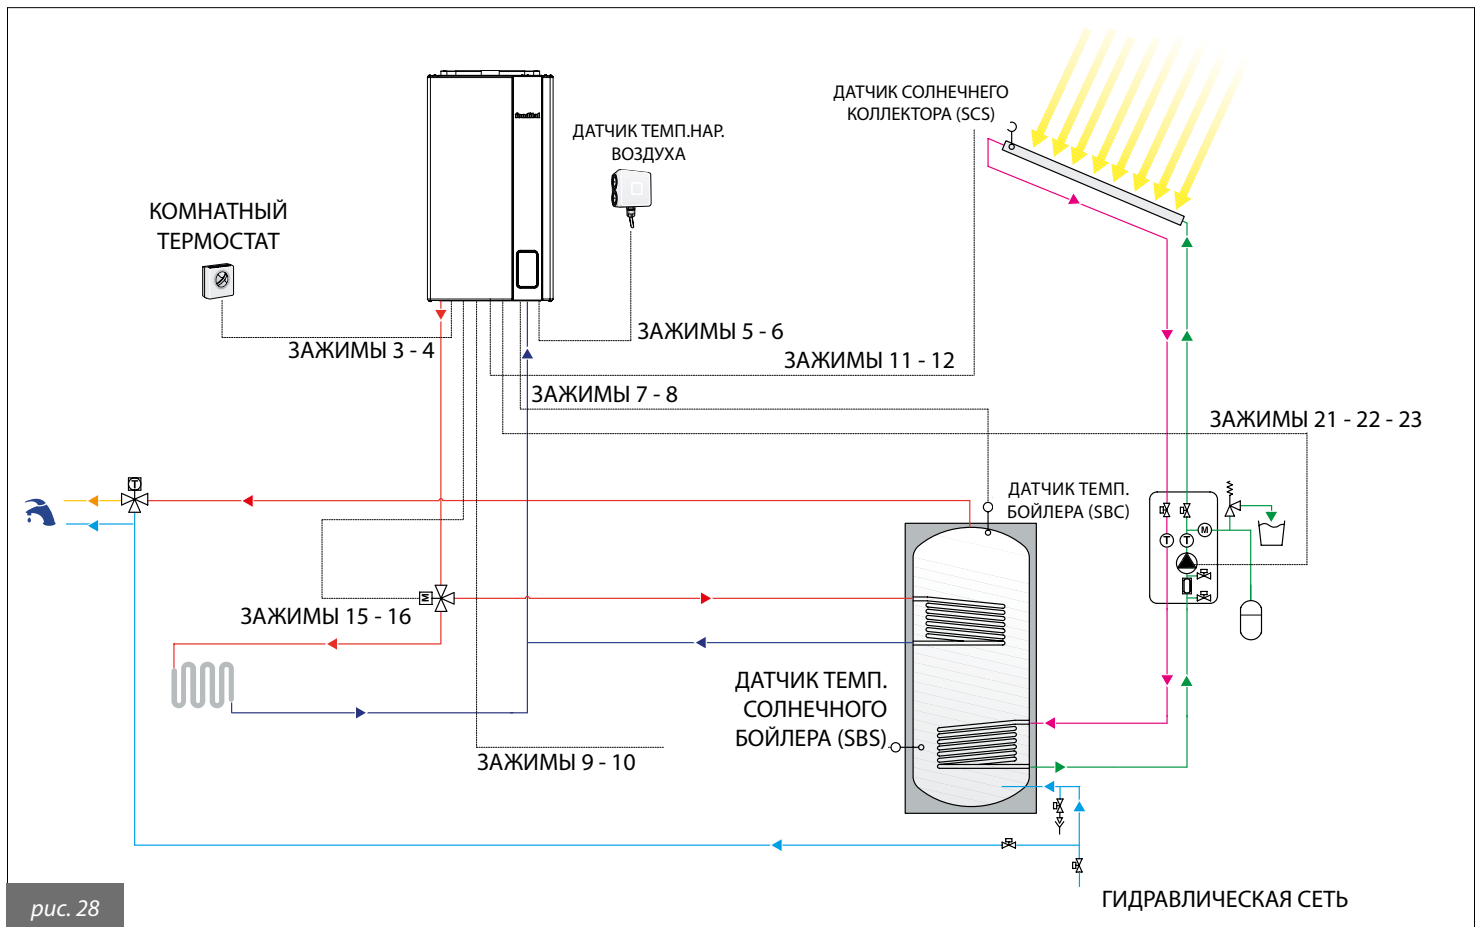 ДАТЧИК СОЛНЕЧНЕГО
КОЛЛЕКТОРА (SCS)
ДАТЧИК ТЕМП.НАР.
ВОЗДУХА
fondital
КОМНАТНЫЙ
ТЕРМОСТАТ
ЗАЖИМЫ 5 - 6
ЗАЖИМЫ 3 - 4
ЗАЖИМЫ 11 - 12
ЗАЖИМЫ 7 - 8
ЗАЖИМЫ 21 - 22 - 23
T
ДАТЧИК ТЕМП.
БОЙЛЕРА (SBC)
M
T
T
M
ЗАЖИМЫ 15 - 16
ДАТЧИК ТЕМП.
СОЛНЕЧНОГО
БОЙЛЕРА (SBS)
ЗАЖИМЫ 9 - 10
ГИДРАВЛИЧЕСКАЯ СЕТЬ
рис. 28